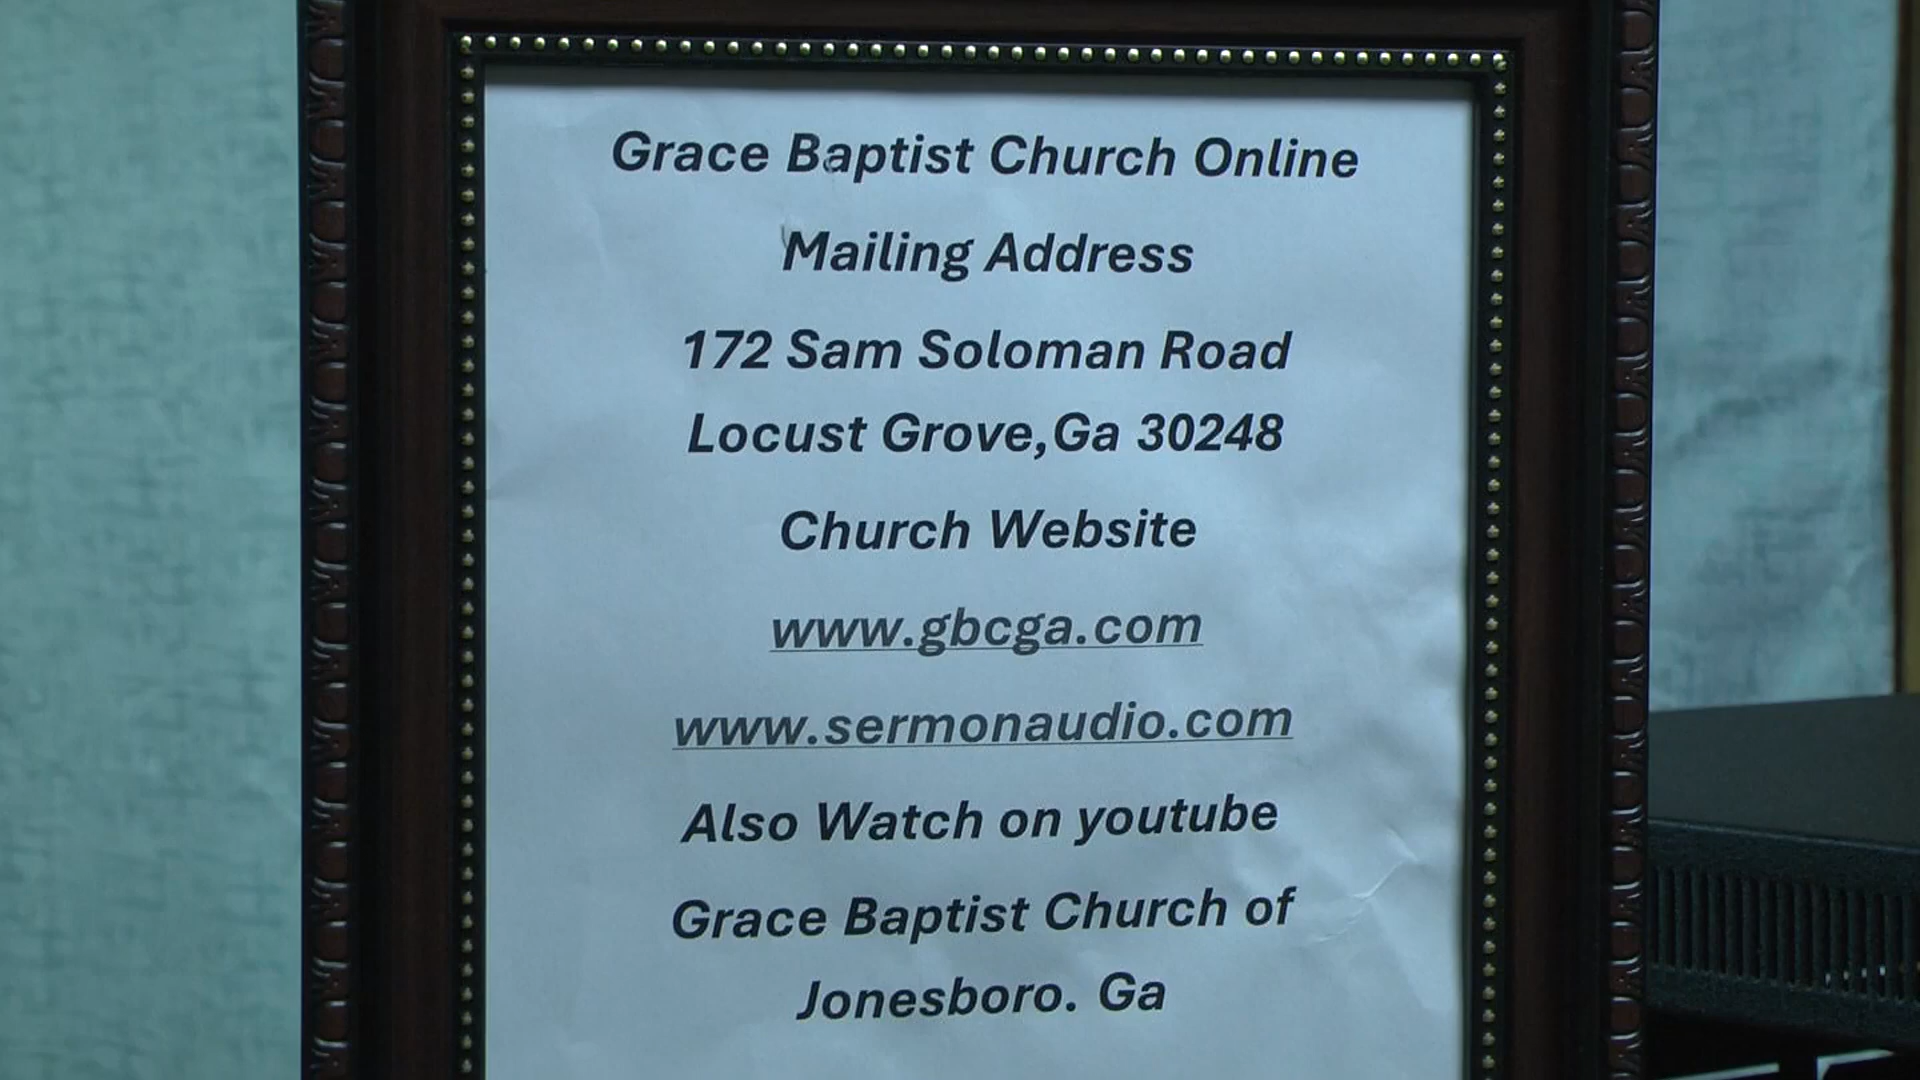 Grace Baptist Church Online
Mailing Address
172 Sam Soloman Road
Locust Grove,Ga 30248
Church Website
www.gbcga.com
www.sermonaudio.com
Also Watch on youtube
Grace Baptist Church of
Jonesboro. Ga